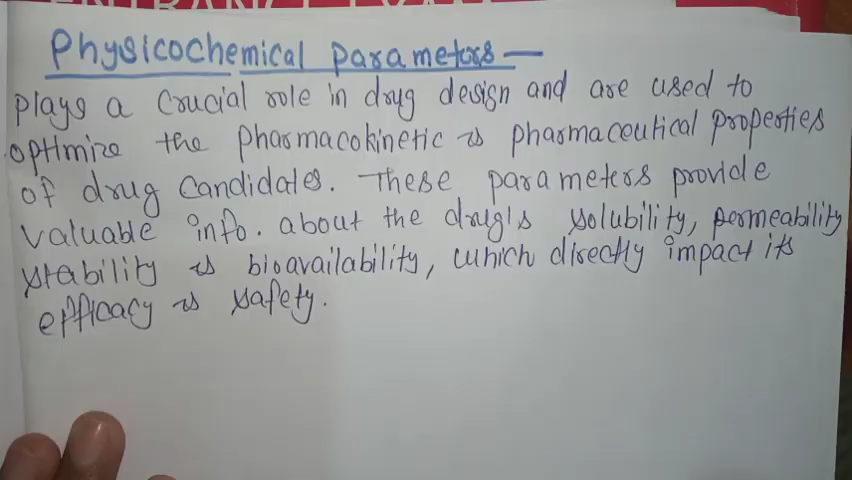 ENTRANCE EXAM
Physicochemical parameters —
plays a crucial role in drug design and are used to
optimize the pharmacokinetic & pharmaceutical properties
of drug candidates. These parameters provide
valuable info. about the drug's solubility, permeability
stability & bioavailability, which directly impact its
efficacy & safety.